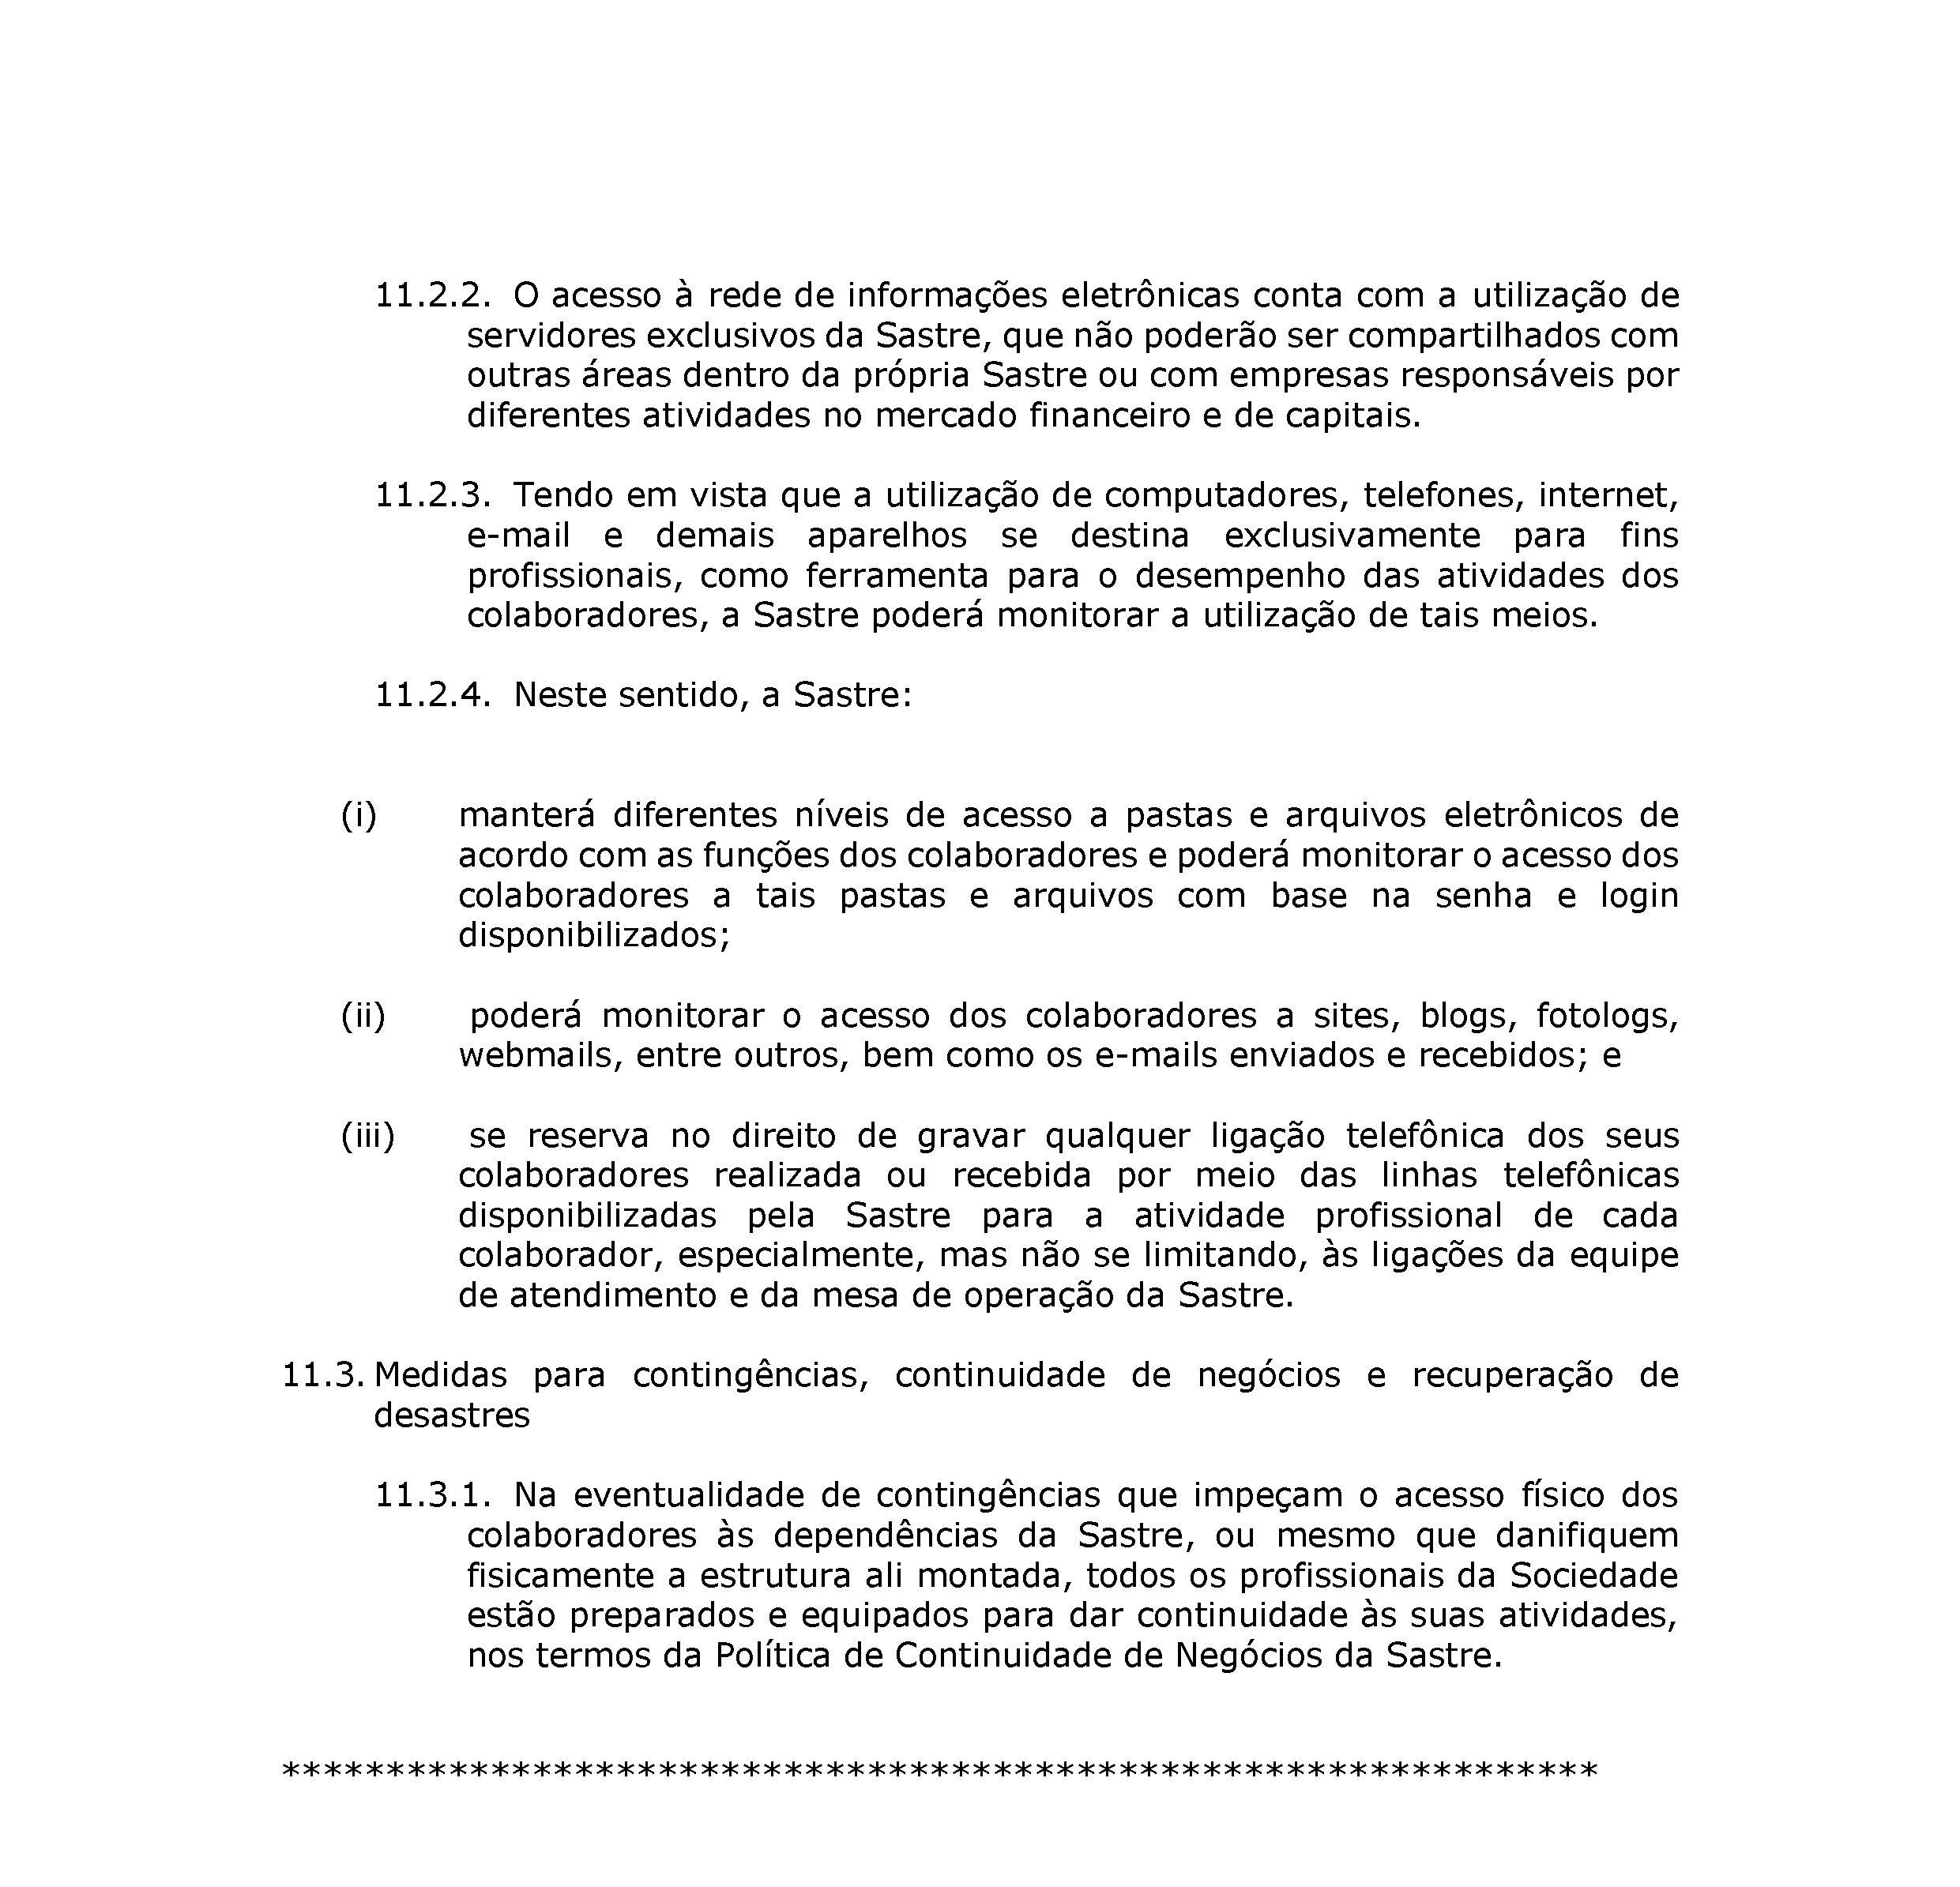 11.2.2. O acesso à rede de informações eletrônicas conta com a utilização de
servidores exclusivos da Sastre, que não poderão ser compartilhados com
outras áreas dentro da própria Sastre ou com empresas responsáveis por
diferentes atividades no mercado financeiro e de capitais.
11.2.3. Tendo em vista que a utilização de computadores, telefones, internet,
e-mail e demais aparelhos se destina exclusivamente para fins
profissionais, como ferramenta para o desempenho das atividades dos
colaboradores, a Sastre poderá monitorar a utilização de tais meios.
11.2.4. Neste sentido, a Sastre:
(i) manterá diferentes níveis de acesso a pastas e arquivos eletrônicos de
acordo com as funções dos colaboradores e poderá monitorar o acesso dos
colaboradores a tais pastas e arquivos com base na senha e login
disponibilizados;
(ii) poderá monitorar o acesso dos colaboradores a sites, blogs, fotologs,
webmails, entre outros, bem como os e-mails enviados e recebidos; e
(iii) se reserva no direito de gravar qualquer ligação telefônica dos seus
colaboradores realizada ou recebida por meio das linhas telefônicas
disponibilizadas pela Sastre para a atividade profissional de cada
colaborador, especialmente, mas não se limitando, às ligações da equipe
de atendimento e da mesa de operação da Sastre.
11.3. Medidas para contingências, continuidade de negócios e recuperação de
desastres
11.3.1. Na eventualidade de contingências que impeçam o acesso físico dos
colaboradores às dependências da Sastre, ou mesmo que danifiquem
fisicamente a estrutura ali montada, todos os profissionais da Sociedade
estão preparados e equipados para dar continuidade às suas atividades,
nos termos da Política de Continuidade de Negócios da Sastre.
***************************************************************